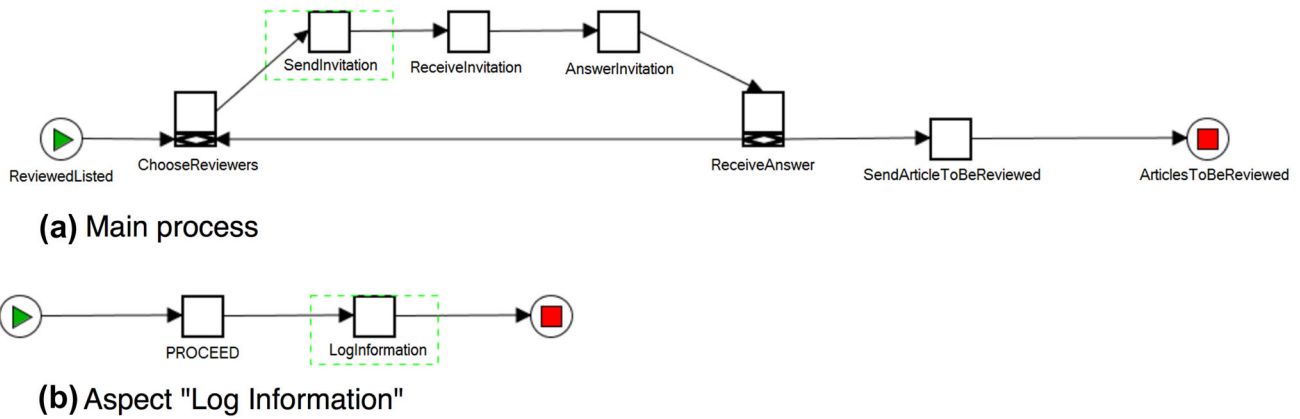 SendInvitation
ReceiveInvitation
AnswerInvitation
ReviewedListed
ChooseReviewers
ReceiveAnswer
SendArticleToBeReviewed
ArticlesToBeReviewed
(a) Main process
PROCEED
LogInformation
(b) Aspect "Log Information"